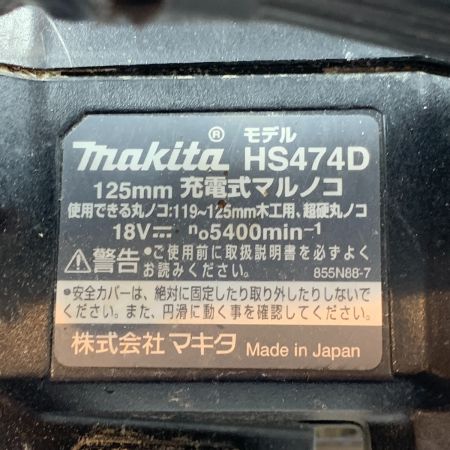 makita® モデル HS474D
125mm 充電式マルノコ
使用できる丸ノコ:119~125mm木工用、超硬丸ノコ
18V⎓ n₀5400min⁻¹
⚠警告 ●ご使用前に取扱説明書を必ずよく
お読みください。 855N88-7
●安全カバーは、絶対に固定したり取り外したりしないで
ください。また、円滑に動く事を確認してください。
株式会社マキタ Made in Japan